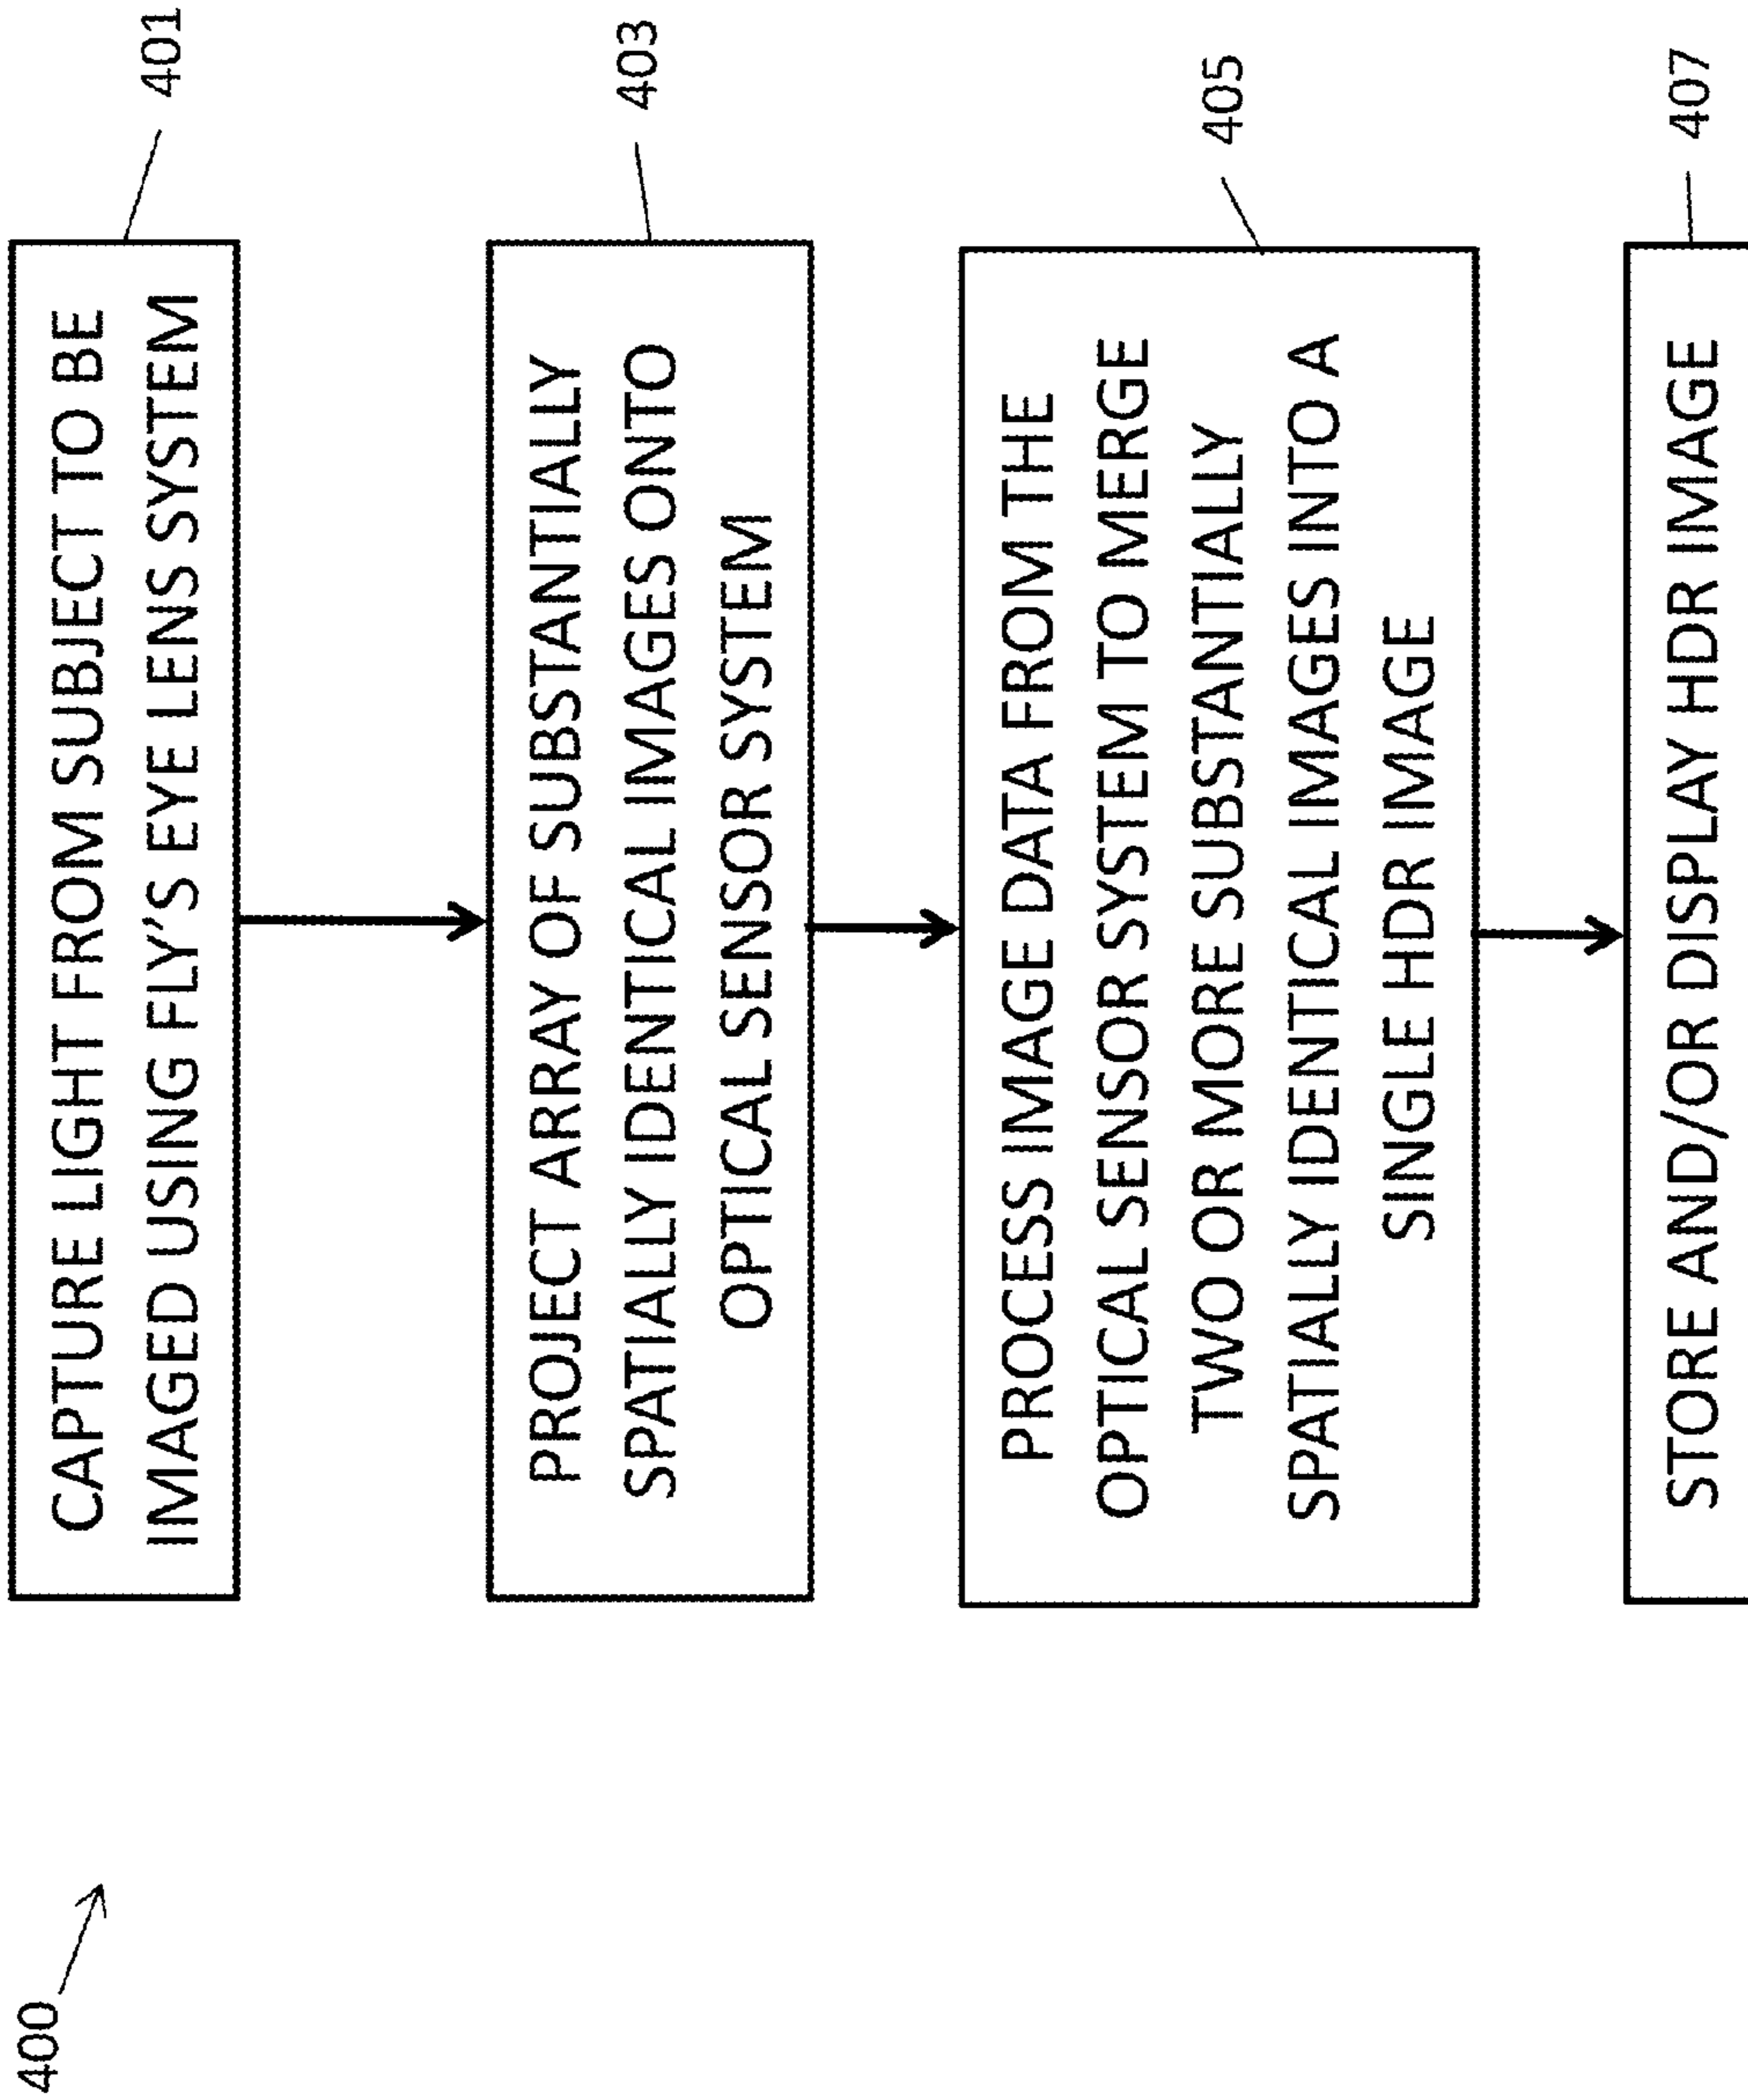 400
CAPTURE LIGHT FROM SUBJECT TO BE
IMAGED USING FLY'S EYE LENS SYSTEM
401
PROJECT ARRAY OF SUBSTANTIALLY
SPATIALLY IDENTICAL IMAGES ONTO
OPTICAL SENSOR SYSTEM
403
PROCESS IMAGE DATA FROM THE
OPTICAL SENSOR SYSTEM TO MERGE
TWO OR MORE SUBSTANTIALLY
SPATIALLY IDENTICAL IMAGES INTO A
SINGLE HDR IMAGE
405
STORE AND/OR DISPLAY HDR IMAGE
407